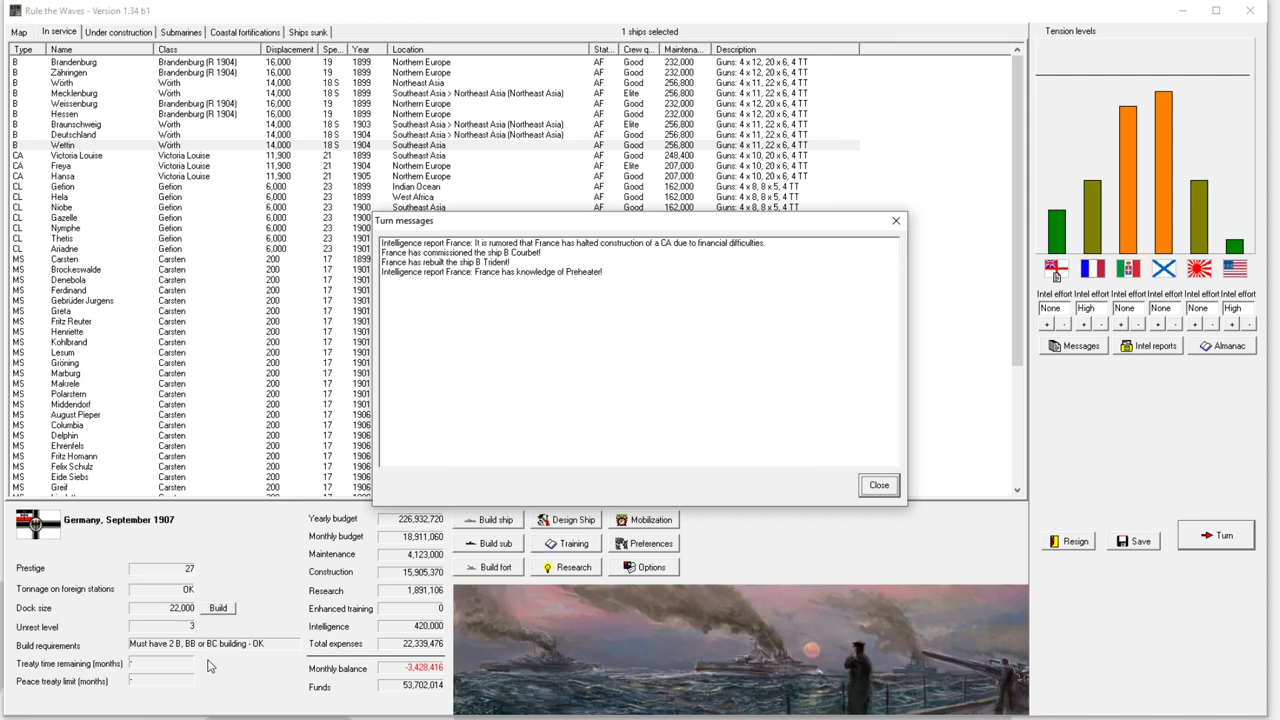 Rule the Waves - Version 1.34 b1
Map In service Under construction Submarines Coastal fortifications Ships sunk 1 ships selected
Type Name Class Displacement Spe... Year Location Stat... Crew q... Maintena... Description
B Brandenburg Brandenburg (R 1904) 16,000 19 1899 Northern Europe AF Good 232,000 Guns: 4 x 12, 20 x 6, 4 TT
B Zähringen Brandenburg (R 1904) 16,000 19 1899 Northern Europe AF Good 232,000 Guns: 4 x 12, 20 x 6, 4 TT
B Wörth Wörth 14,000 18 S 1899 Northeast Asia AF Good 256,800 Guns: 4 x 11, 22 x 6, 4 TT
B Mecklenburg Wörth 14,000 18 S 1899 Southeast Asia > Northeast Asia (Northeast Asia) AF Elite 256,800 Guns: 4 x 11, 22 x 6, 4 TT
B Weissenburg Brandenburg (R 1904) 16,000 19 1899 Northern Europe AF Good 232,000 Guns: 4 x 12, 20 x 6, 4 TT
B Hessen Brandenburg (R 1904) 16,000 19 1899 Northern Europe AF Good 232,000 Guns: 4 x 12, 20 x 6, 4 TT
B Braunschweig Wörth 14,000 18 S 1903 Southeast Asia > Northeast Asia (Northeast Asia) AF Elite 256,800 Guns: 4 x 11, 22 x 6, 4 TT
B Deutschland Wörth 14,000 18 S 1904 Southeast Asia > Northeast Asia (Northeast Asia) AF Good 256,800 Guns: 4 x 11, 22 x 6, 4 TT
B Wettin Wörth 14,000 18 S 1904 Southeast Asia AF Good 256,800 Guns: 4 x 11, 22 x 6, 4 TT
CA Victoria Louise Victoria Louise 11,900 21 1899 Southeast Asia AF Good 248,400 Guns: 4 x 10, 20 x 6, 4 TT
CA Freya Victoria Louise 11,900 21 1904 Northern Europe AF Elite 207,000 Guns: 4 x 10, 20 x 6, 4 TT
CA Hansa Victoria Louise 11,900 21 1905 Northern Europe AF Good 207,000 Guns: 4 x 10, 20 x 6, 4 TT
CL Gefion Gefion 6,000 23 1899 Indian Ocean AF Good 162,000 Guns: 4 x 8, 8 x 5, 4 TT
CL Hela Gefion 6,000 23 1899 West Africa AF Good 162,000 Guns: 4 x 8, 8 x 5, 4 TT
CL Niobe Gefion 6,000 23 1900 Southeast Asia AF Good 162,000 Guns: 4 x 8, 8 x 5, 4 TT
CL Gazelle Gefion 6,000 23
CL Nymphe Gefion 6,000 23
CL Thetis Gefion 6,000 23
CL Ariadne Gefion 6,000 23
MS Carsten Carsten 200 17 1899
MS Brockeswalde Carsten 200 17 1901
MS Denebola Carsten 200 17 1901
MS Ferdinand Carsten 200 17 1901
MS Gebrüder Jurgens Carsten 200 17 1901
MS Greta Carsten 200 17 1901
MS Fritz Reuter Carsten 200 17 1901
MS Henriette Carsten 200 17 1901
MS Kohlbrand Carsten 200 17 1901
MS Lesum Carsten 200 17 1901
MS Gröning Carsten 200 17 1901
MS Marburg Carsten 200 17 1901
MS Makrele Carsten 200 17 1901
MS Polarstern Carsten 200 17 1901
MS Middendorf Carsten 200 17 1901
MS August Pieper Carsten 200 17 1906
MS Columbia Carsten 200 17 1906
MS Delphin Carsten 200 17 1906
MS Ehrenfels Carsten 200 17 1906
MS Fritz Homann Carsten 200 17 1906
MS Felix Schulz Carsten 200 17 1906
MS Eide Siebs Carsten 200 17 1906
MS Greif Carsten 200 17 1906
Turn messages
Intelligence report France: It is rumored that France has halted construction of a CA due to financial difficulties.
France has commissioned the ship B Courbet!
France has rebuilt the ship B Trident!
Intelligence report France: France has knowledge of Preheater!
Close
Tension levels
Intel effort Intel effort Intel effort Intel effort Intel effort Intel effort
None High None None None High
+ - + - + - + - + - + -
Messages Intel reports Almanac
Resign Save Turn
Germany, September 1907
Prestige 27
Tonnage on foreign stations OK
Dock size 22,000 Build
Unrest level 3
Build requirements Must have 2 B, BB or BC building - OK
Treaty time remaining (months) -
Peace treaty limit (months) -
Yearly budget 226,932,720
Monthly budget 18,911,060
Maintenance 4,123,000
Construction 15,905,370
Research 1,891,106
Enhanced training 0
Intelligence 420,000
Total expenses 22,339,476
Monthly balance -3,428,416
Funds 53,702,014
Build ship Design Ship Mobilization
Build sub Training Preferences
Build fort Research Options